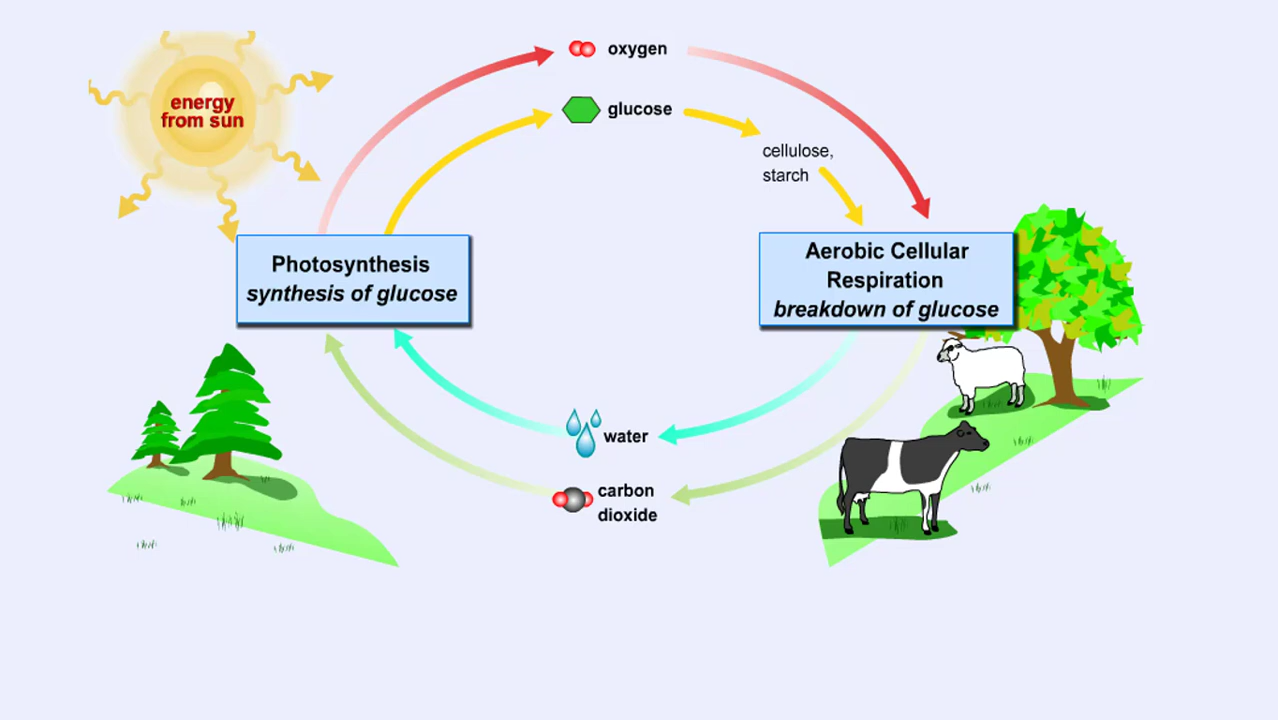 energy
from sun
oxygen
glucose
cellulose,
starch
Photosynthesis
synthesis of glucose
Aerobic Cellular
Respiration
breakdown of glucose
water
carbon
dioxide